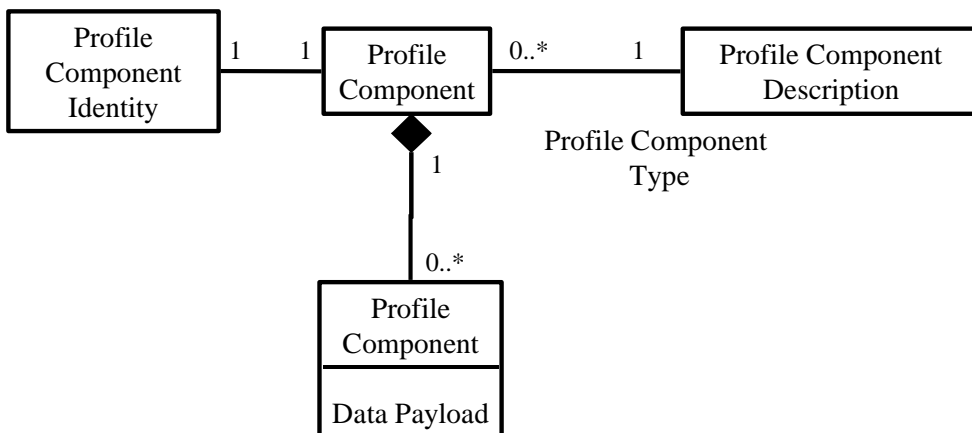 Profile
Component
Identity
1
1
Profile
Component
0..*
1
Profile Component
Description
Profile Component
Type
1
0..*
Profile
Component
Data Payload